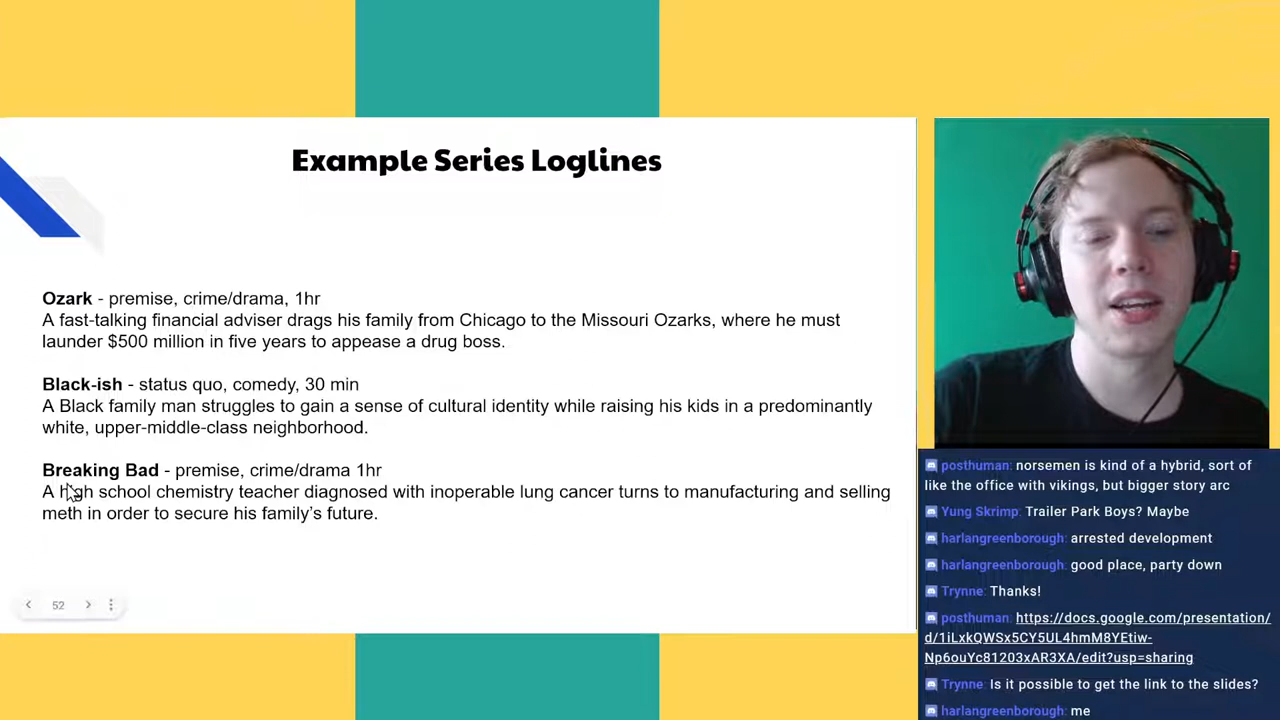 Example Series Loglines
Ozark - premise, crime/drama, 1hr
A fast-talking financial adviser drags his family from Chicago to the Missouri Ozarks, where he must
launder $500 million in five years to appease a drug boss.
Black-ish - status quo, comedy, 30 min
A Black family man struggles to gain a sense of cultural identity while raising his kids in a predominantly
white, upper-middle-class neighborhood.
Breaking Bad - premise, crime/drama 1hr
A high school chemistry teacher diagnosed with inoperable lung cancer turns to manufacturing and selling
meth in order to secure his family’s future.
52
posthuman: norsemen is kind of a hybrid, sort of
like the office with vikings, but bigger story arc
Yung Skrimp: Trailer Park Boys? Maybe
harlangreenborough: arrested development
harlangreenborough: good place, party down
Trynne: Thanks!
posthuman: https://docs.google.com/presentation/
d/1iLxkQWSx5CY5UL4hmM8YEtiw-
Np6ouYc81203xAR3XA/edit?usp=sharing
Trynne: Is it possible to get the link to the slides?
harlangreenborough: me